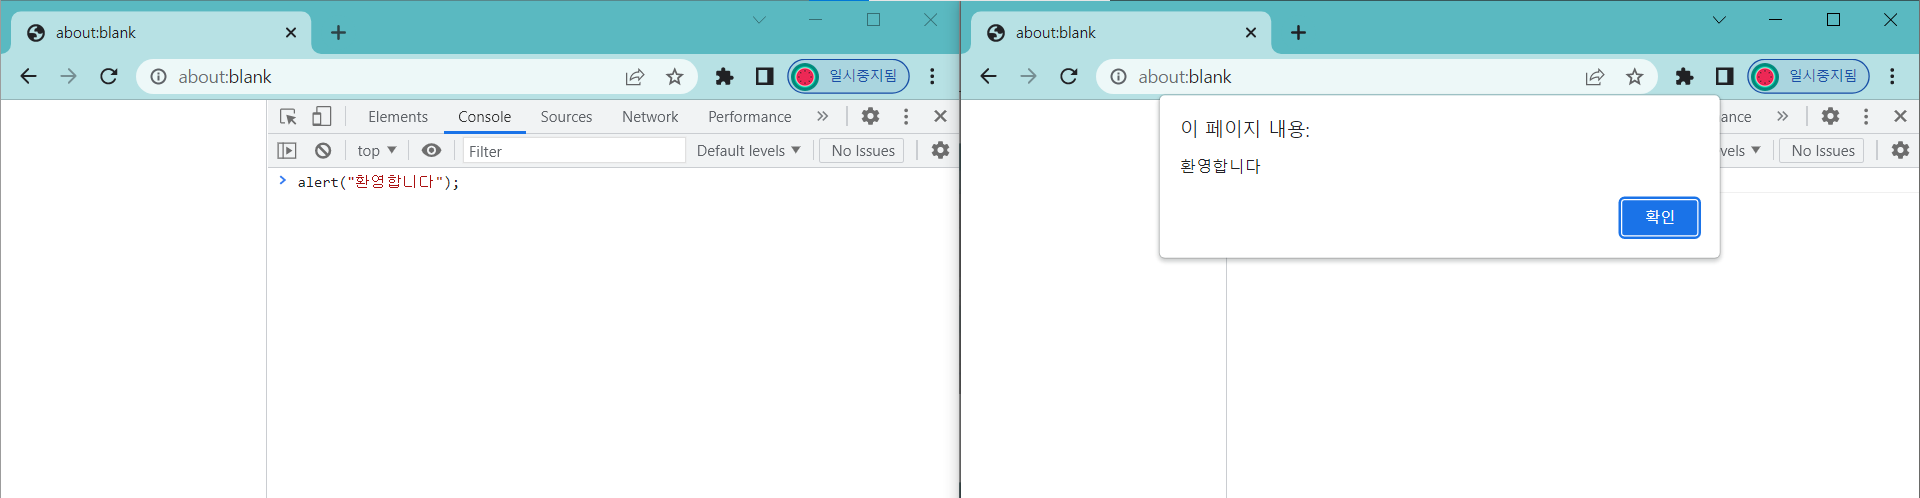 about:blank
about:blank
일시중지됨
Elements Console Sources Network Performance »
top Filter Default levels No Issues
> alert("환영합니다");
about:blank
about:blank
일시중지됨
이 페이지 내용:
환영합니다
확인
ance »
vels No Issues